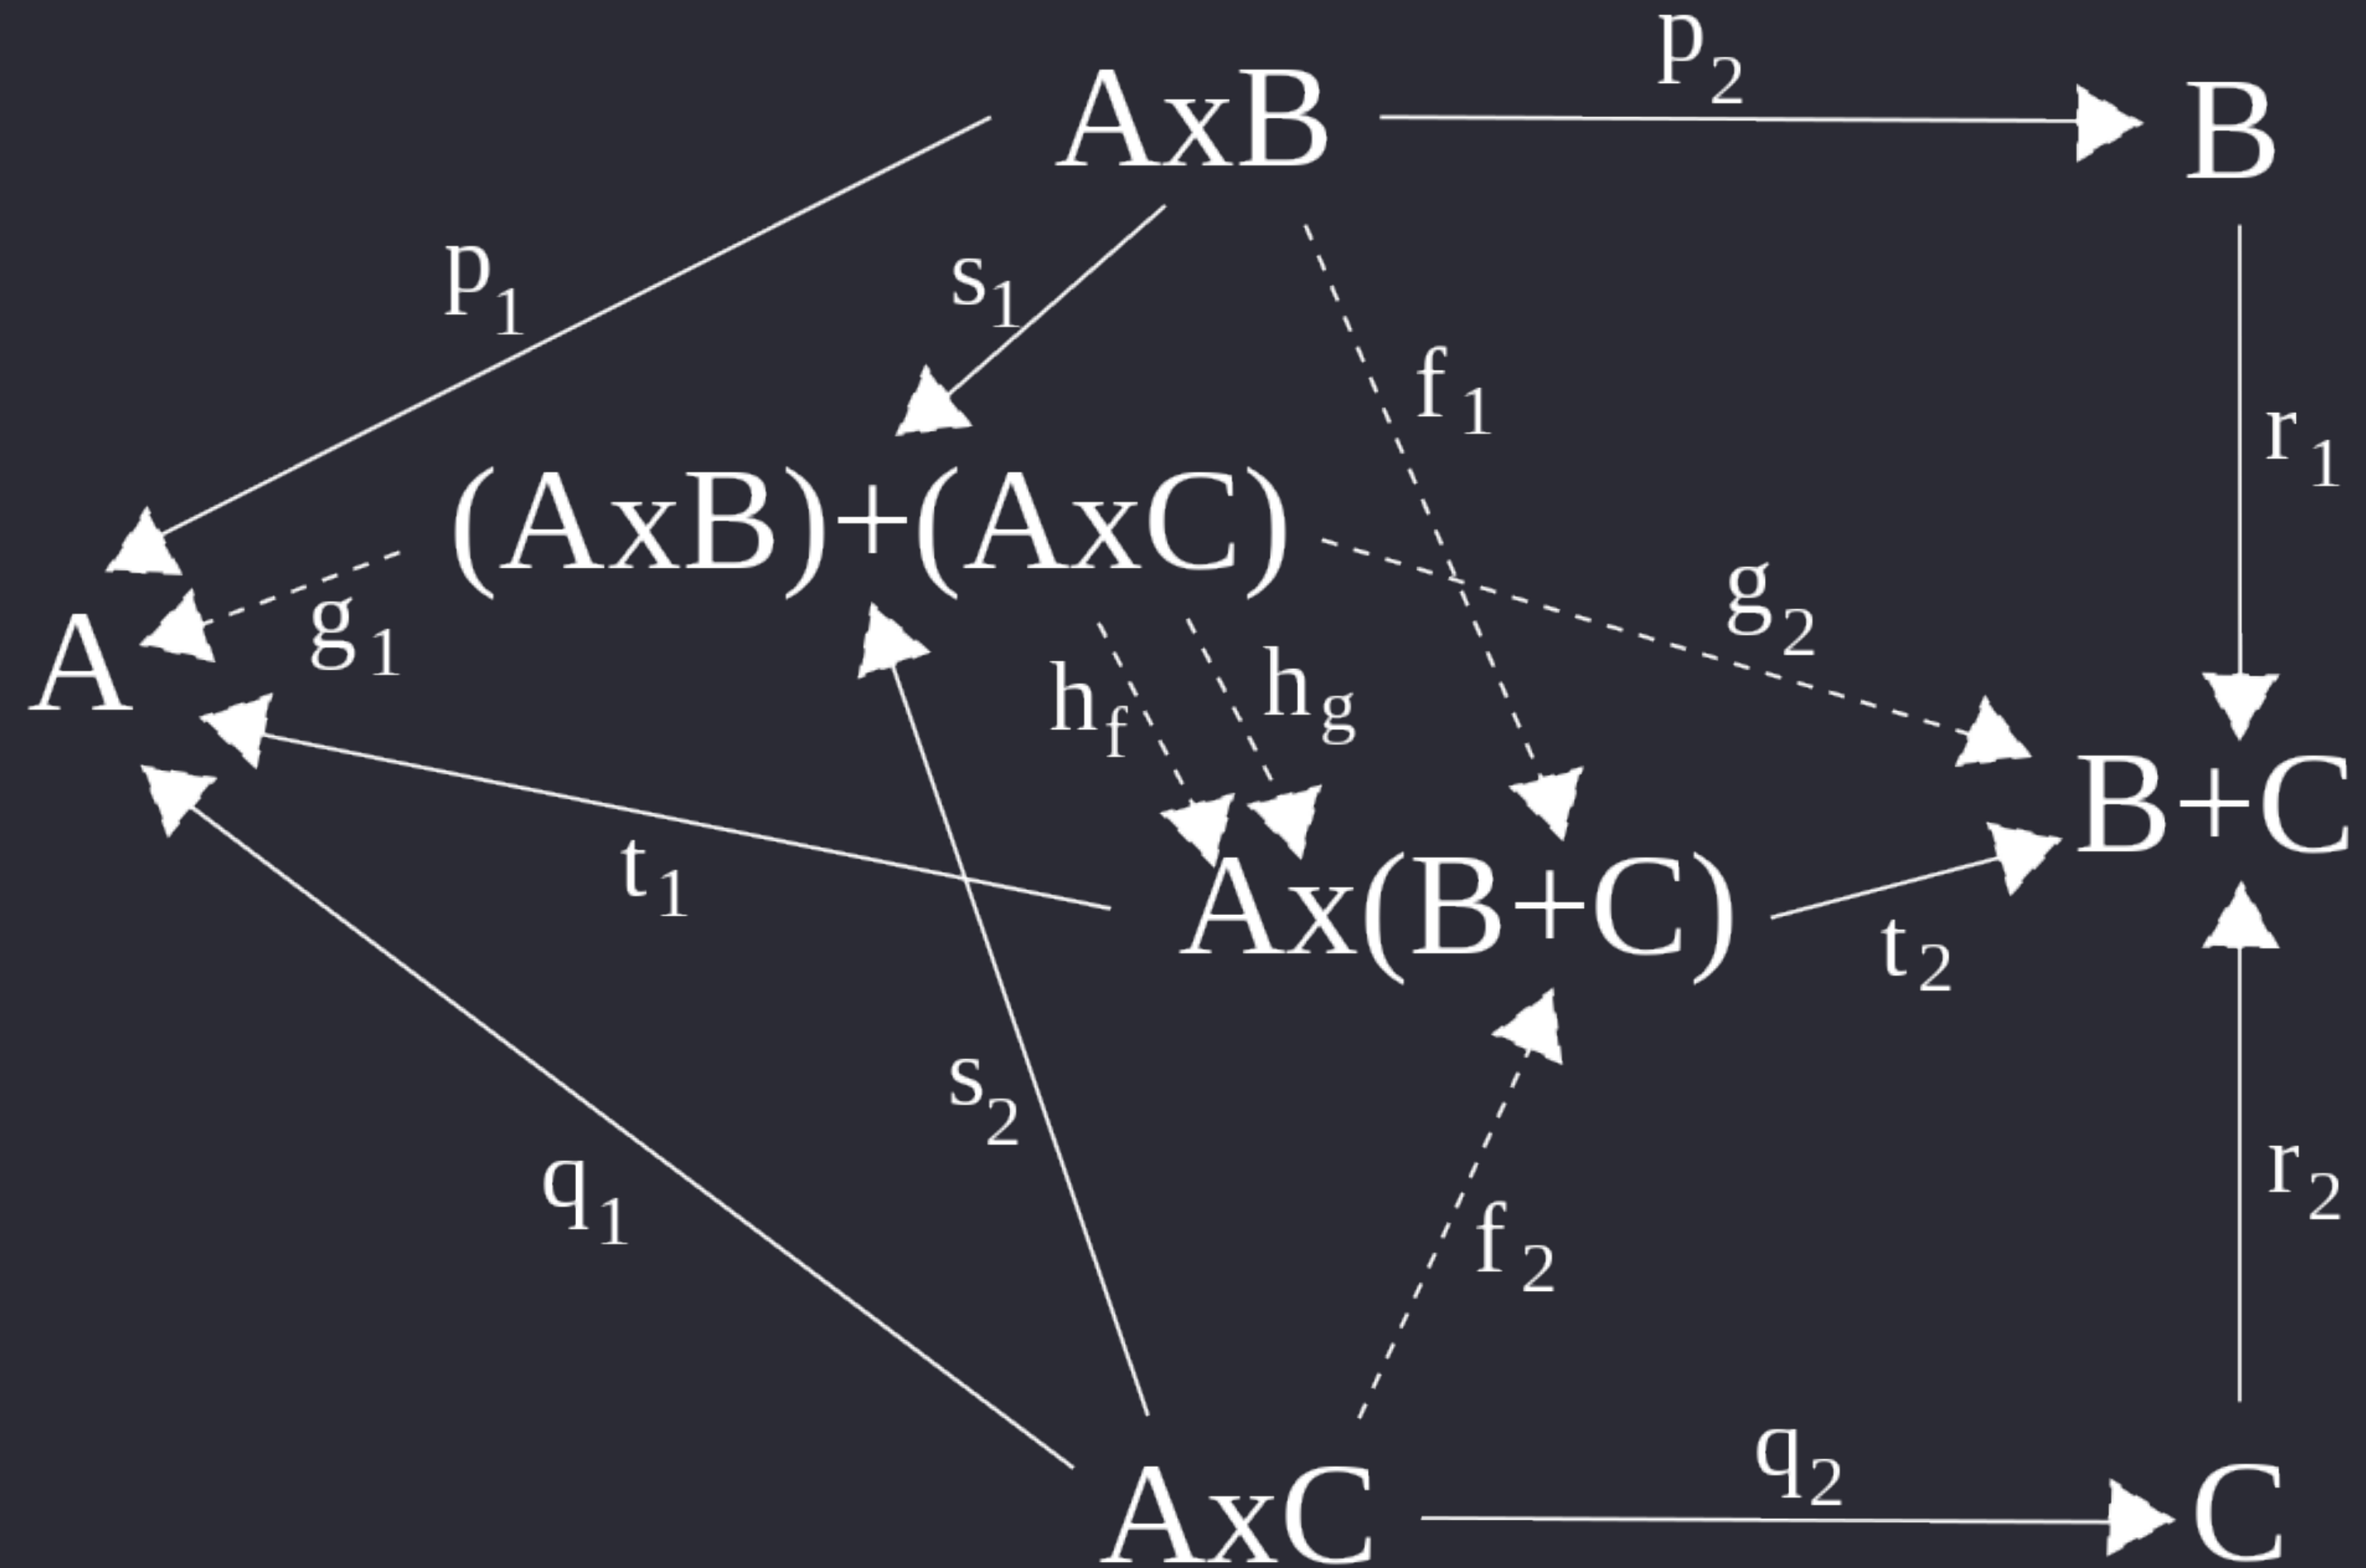 p2
AxB
B
p1
s1
f1
r1
(AxB)+(AxC)
g2
g1
A
hf
hg
B+C
t1
Ax(B+C)
t2
s2
q1
r2
f2
q2
AxC
C